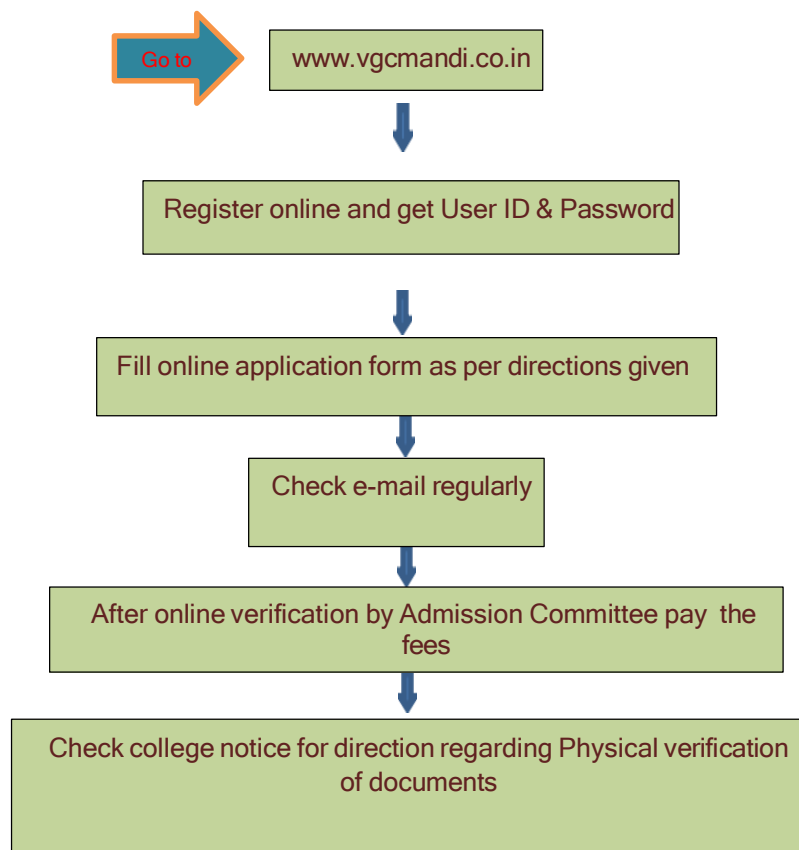 Go to
www.vgcmandi.co.in
Register online and get User ID & Password
Fill online application form as per directions given
Check e-mail regularly
After online verification by Admission Committee pay the
fees
Check college notice for direction regarding Physical verification
of documents